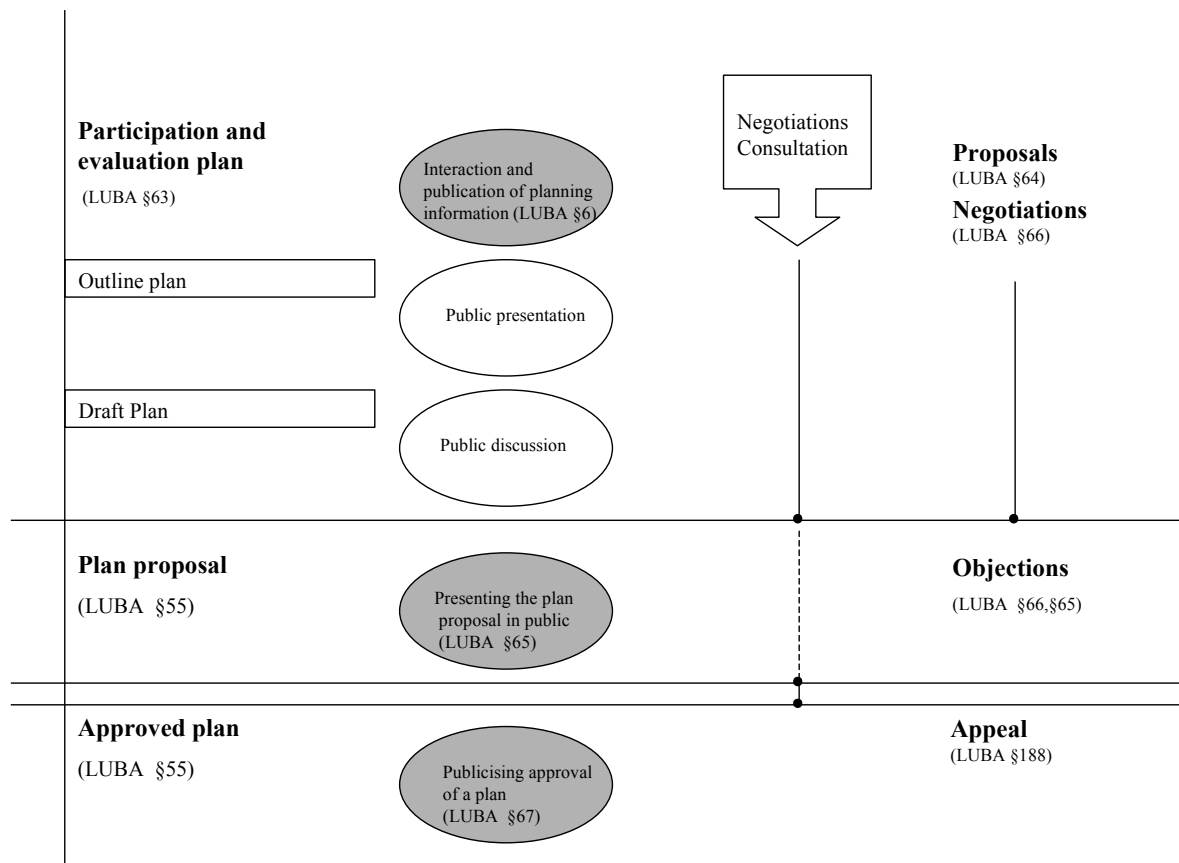 Participation and
evaluation plan
(LUBA §63)
Interaction and
publication of planning
information (LUBA §6)
Negotiations
Consultation
Proposals
(LUBA §64)
Negotiations
(LUBA §66)
Outline plan
Public presentation
Draft Plan
Public discussion
Plan proposal
(LUBA §55)
Presenting the plan
proposal in public
(LUBA §65)
Objections
(LUBA §66,§65)
Approved plan
(LUBA §55)
Publicising approval
of a plan
(LUBA §67)
Appeal
(LUBA §188)